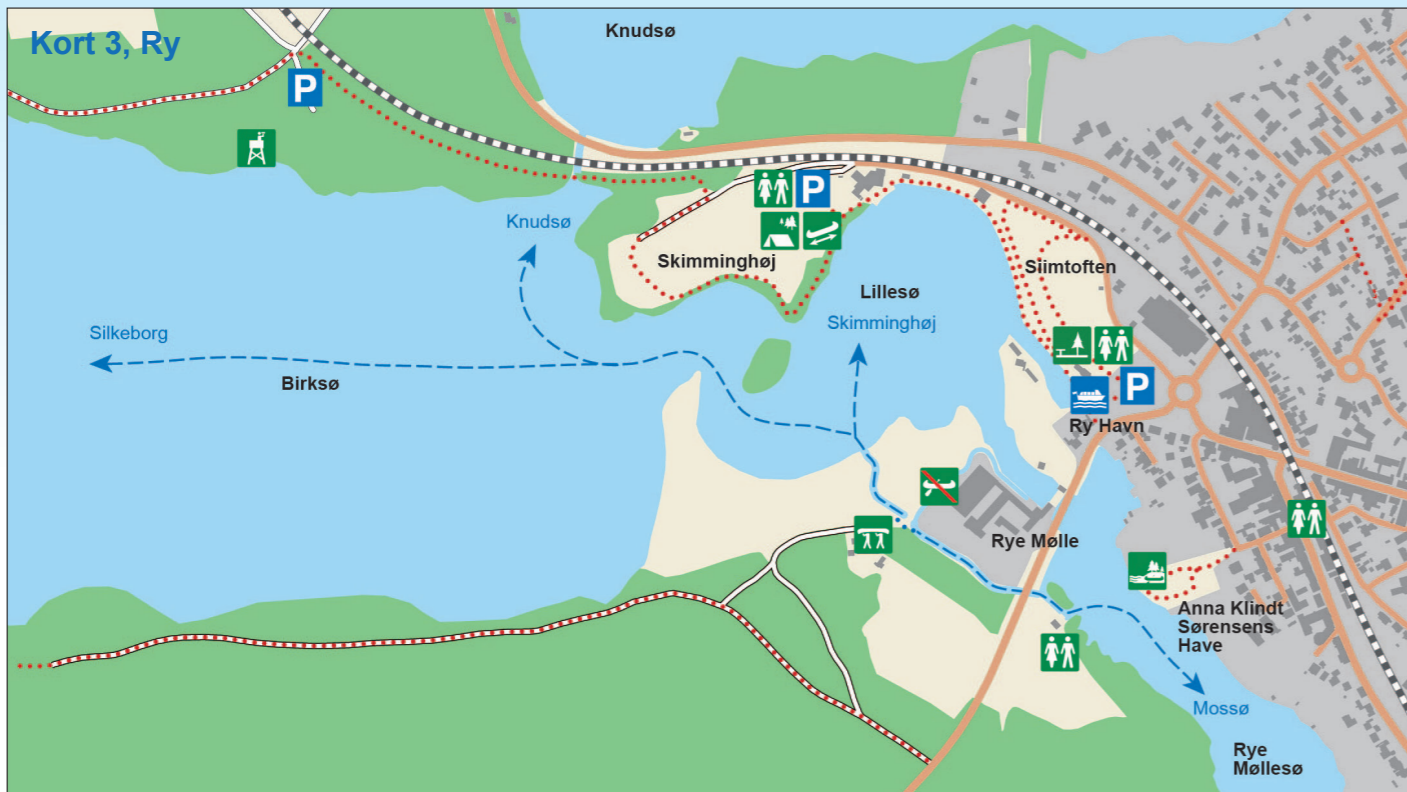 Kort 3, Ry
Knudsø
P
P
Knudsø
Skimminghøj
Siimtoften
Lillesø
Skimminghøj
Silkeborg
Birksø
P
Ry Havn
Rye Mølle
Anna Klindt
Sørensens
Have
Mossø
Rye
Møllesø